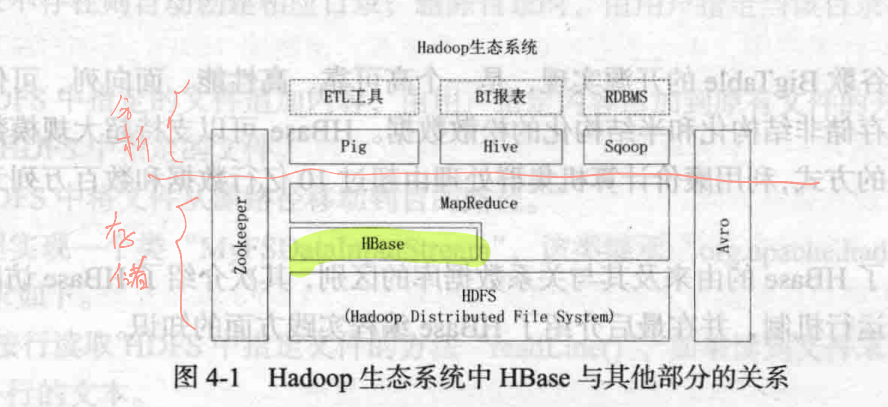 Hadoop生态系统
ETL工具 BI报表 RDBMS
分析
Pig Hive Sqoop
MapReduce
Zookeeper
HBase
Avro
存储
HDFS
(Hadoop Distributed File System)
图 4-1 Hadoop 生态系统中 HBase 与其他部分的关系